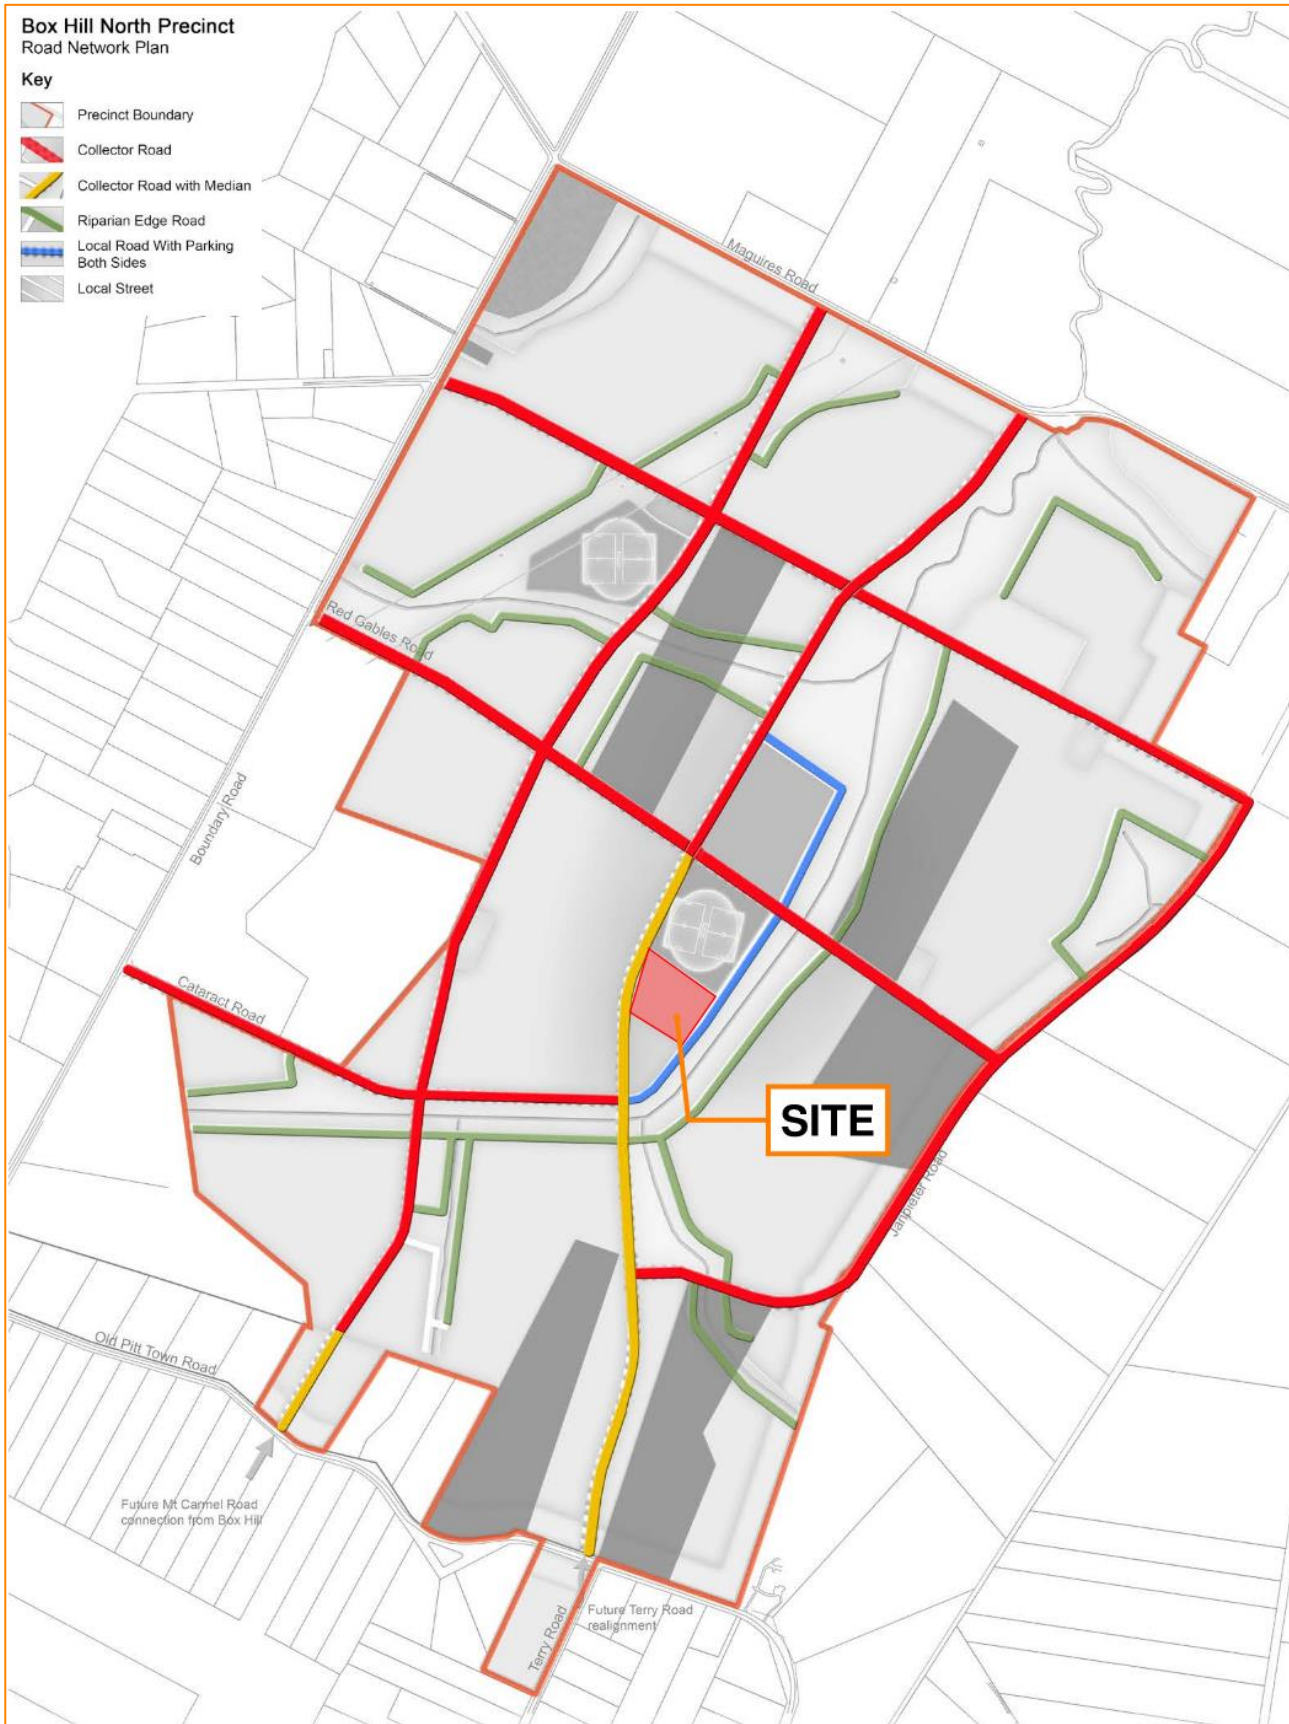 Box Hill North Precinct
Road Network Plan
Key
Precinct Boundary
Collector Road
Collector Road with Median
Riparian Edge Road
Local Road With Parking
Both Sides
Local Street
Maguires Road
Red Gables Road
Boundary Road
Cataract Road
SITE
Janpieter Road
Old Pitt Town Road
Future Mt Carmel Road
connection from Box Hill
Terry Road
Future Terry Road
realignment